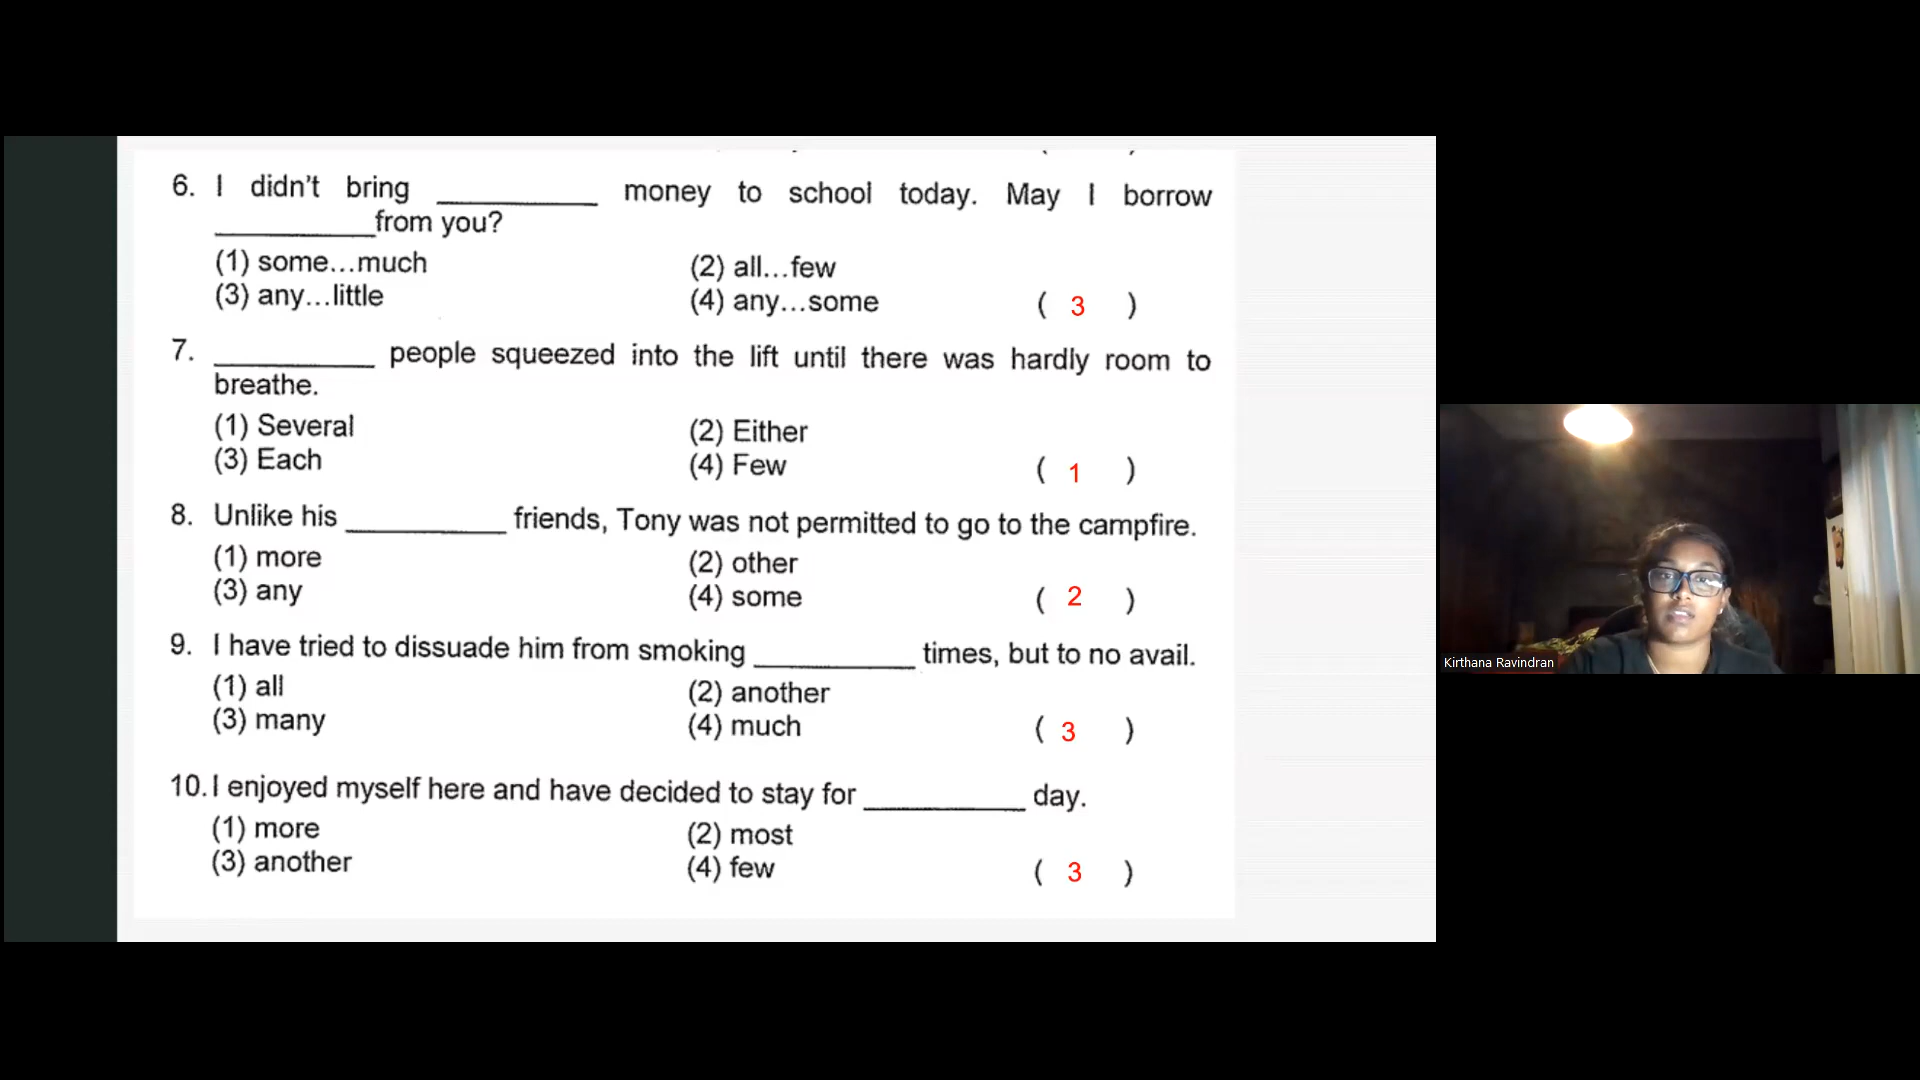 6. I didn't bring __________ money to school today. May I borrow
__________from you?
(1) some...much (2) all...few
(3) any...little (4) any...some ( 3 )
7. __________ people squeezed into the lift until there was hardly room to
breathe.
(1) Several (2) Either
(3) Each (4) Few ( 1 )
8. Unlike his __________ friends, Tony was not permitted to go to the campfire.
(1) more (2) other
(3) any (4) some ( 2 )
9. I have tried to dissuade him from smoking __________ times, but to no avail.
(1) all (2) another
(3) many (4) much ( 3 )
10. I enjoyed myself here and have decided to stay for __________ day.
(1) more (2) most
(3) another (4) few ( 3 )
Kirthana Ravindran